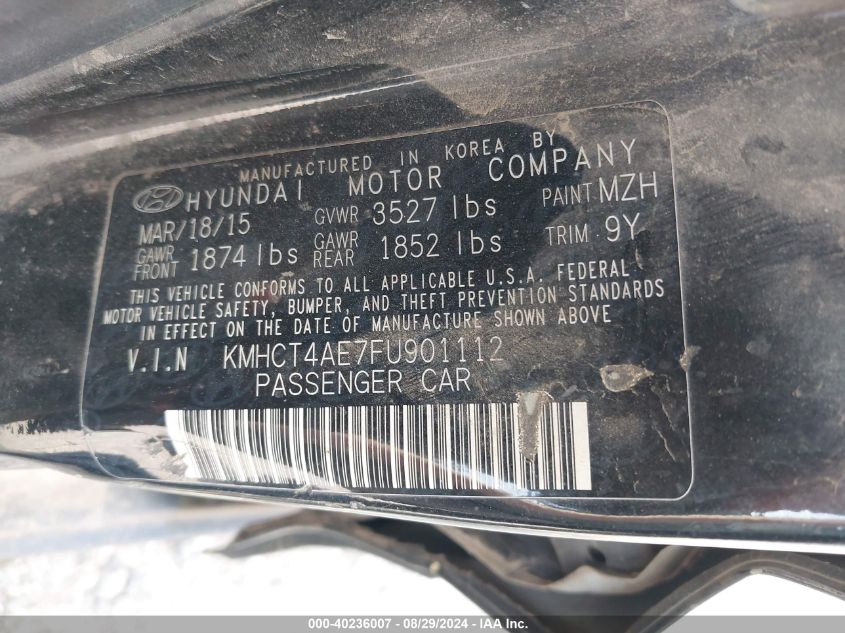 MANUFACTURED IN KOREA BY
HYUNDAI MOTOR COMPANY
MAR/18/15 GVWR 3527 lbs PAINT MZH
GAWR FRONT 1874 lbs GAWR REAR 1852 lbs TRIM 9Y
THIS VEHICLE CONFORMS TO ALL APPLICABLE U.S.A. FEDERAL
MOTOR VEHICLE SAFETY, BUMPER, AND THEFT PREVENTION STANDARDS
IN EFFECT ON THE DATE OF MANUFACTURE SHOWN ABOVE.
V.I.N KMHCT4AE7FU901112
PASSENGER CAR
000-40236007 - 08/29/2024 - IAA Inc.